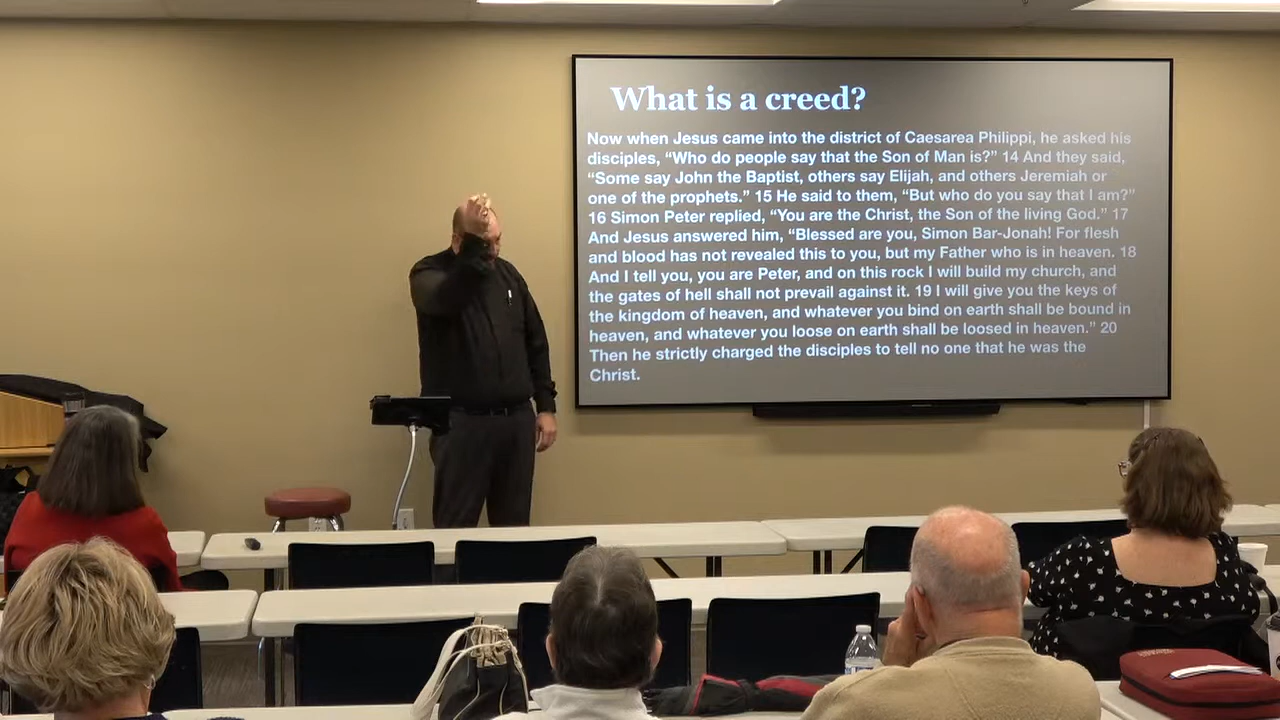 What is a creed?
Now when Jesus came into the district of Caesarea Philippi, he asked his
disciples, “Who do people say that the Son of Man is?” 14 And they said,
“Some say John the Baptist, others say Elijah, and others Jeremiah or
one of the prophets.” 15 He said to them, “But who do you say that I am?”
16 Simon Peter replied, “You are the Christ, the Son of the living God.” 17
And Jesus answered him, “Blessed are you, Simon Bar-Jonah! For flesh
and blood has not revealed this to you, but my Father who is in heaven. 18
And I tell you, you are Peter, and on this rock I will build my church, and
the gates of hell shall not prevail against it. 19 I will give you the keys of
the kingdom of heaven, and whatever you bind on earth shall be bound in
heaven, and whatever you loose on earth shall be loosed in heaven.” 20
Then he strictly charged the disciples to tell no one that he was the
Christ.